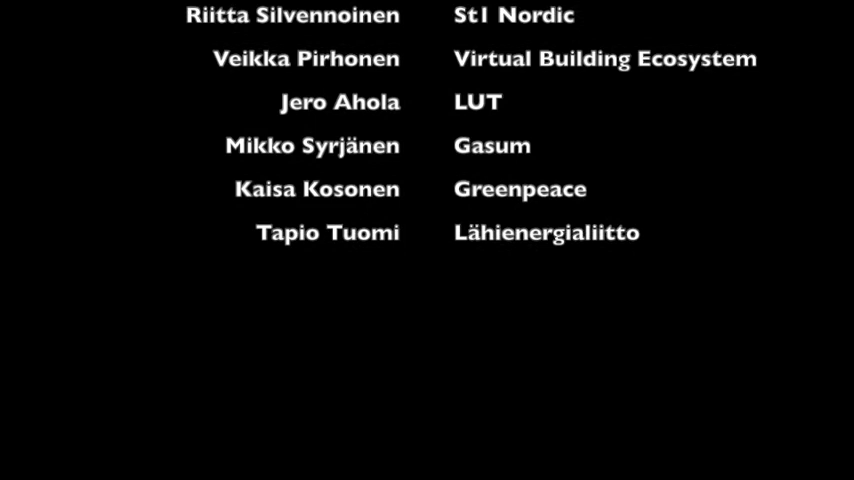 Riitta Silvennoinen St1 Nordic
Veikka Pirhonen Virtual Building Ecosystem
Jero Ahola LUT
Mikko Syrjänen Gasum
Kaisa Kosonen Greenpeace
Tapio Tuomi Lähienergialiitto